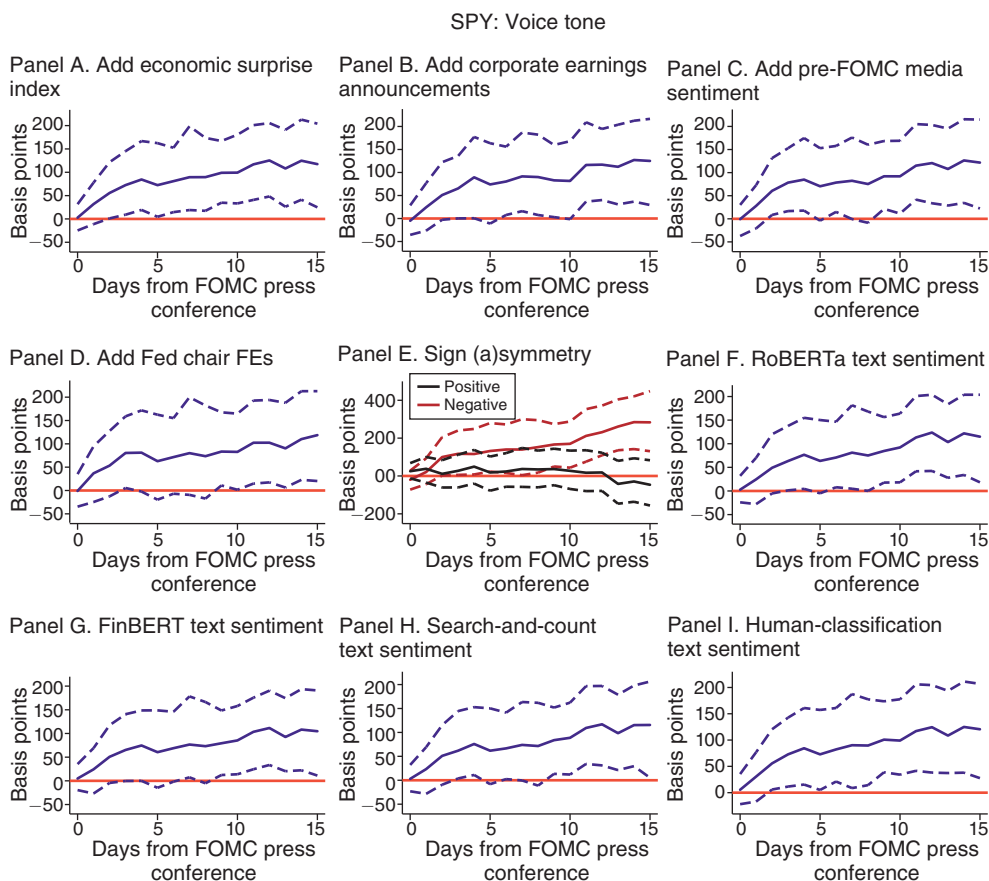 SPY: Voice tone
Panel A. Add economic surprise
index
Basis points
200
150
100
50
0
−50
0 5 10 15
Days from FOMC press
conference
Panel B. Add corporate earnings
announcements
Basis points
200
150
100
50
0
−50
0 5 10 15
Days from FOMC press
conference
Panel C. Add pre-FOMC media
sentiment
Basis points
200
150
100
50
0
−50
0 5 10 15
Days from FOMC press
conference
Panel D. Add Fed chair FEs
Basis points
200
150
100
50
0
−50
0 5 10 15
Days from FOMC press
conference
Panel E. Sign (a)symmetry
Positive
Negative
Basis points
400
200
0
−200
0 5 10 15
Days from FOMC press
conference
Panel F. RoBERTa text sentiment
Basis points
200
150
100
50
0
−50
0 5 10 15
Days from FOMC press
conference
Panel G. FinBERT text sentiment
Basis points
200
150
100
50
0
−50
0 5 10 15
Days from FOMC press
conference
Panel H. Search-and-count
text sentiment
Basis points
200
150
100
50
0
−50
0 5 10 15
Days from FOMC press
conference
Panel I. Human-classification
text sentiment
Basis points
200
150
100
50
0
0 5 10 15
Days from FOMC press
conference